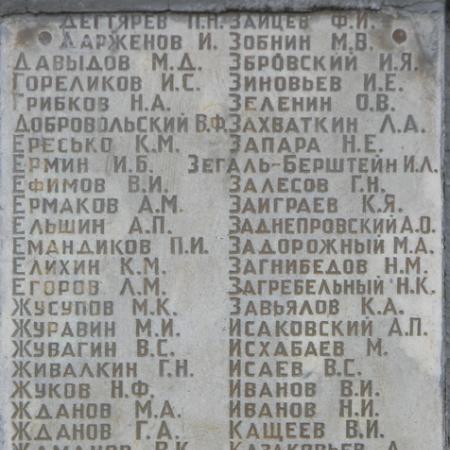 Дегтярев П.Н.
Дарженов И.
Давыдов М.Д.
Гореликов И.С.
Грибков Н.А.
Добровольский В.Ф.
Ересько К.М.
Ермин И.Б.
Ефимов В.И.
Ермаков А.М.
Ельшин А.П.
Емандиков П.И.
Елихин К.М.
Егоров Л.М.
Жусупов М.К.
Журавин М.И.
Жувагин В.С.
Живалкин Г.Н.
Жуков Н.Ф.
Жданов М.А.
Жданов Г.А.
Жаманов В.К.
Зайцев Ф.И.
Зобнин М.В.
Збровский И.Я.
Зиновьев И.Е.
Зеленин О.В.
Захваткин Л.А.
Запара Н.Е.
Зегаль-Берштейн И.Л.
Залесов Г.Н.
Заиграев К.Я.
Заднепровский А.О.
Задорожный М.А.
Загнибедов Н.М.
Загребельный Н.К.
Завьялов К.А.
Исаковский А.П.
Исхабаев М.
Исаев В.С.
Иванов В.И.
Иванов Н.И.
Кащеев В.И.
Казаковьев А.